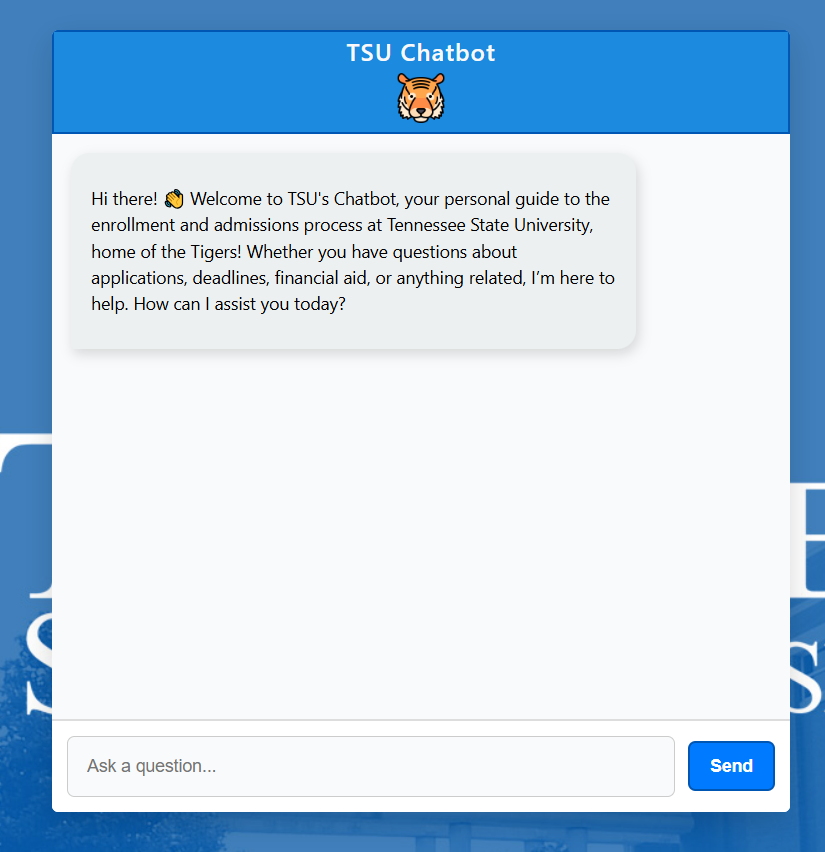 TSU Chatbot
Hi there! 👋 Welcome to TSU's Chatbot, your personal guide to the
enrollment and admissions process at Tennessee State University,
home of the Tigers! Whether you have questions about
applications, deadlines, financial aid, or anything related, I’m here to
help. How can I assist you today?
Ask a question...
Send